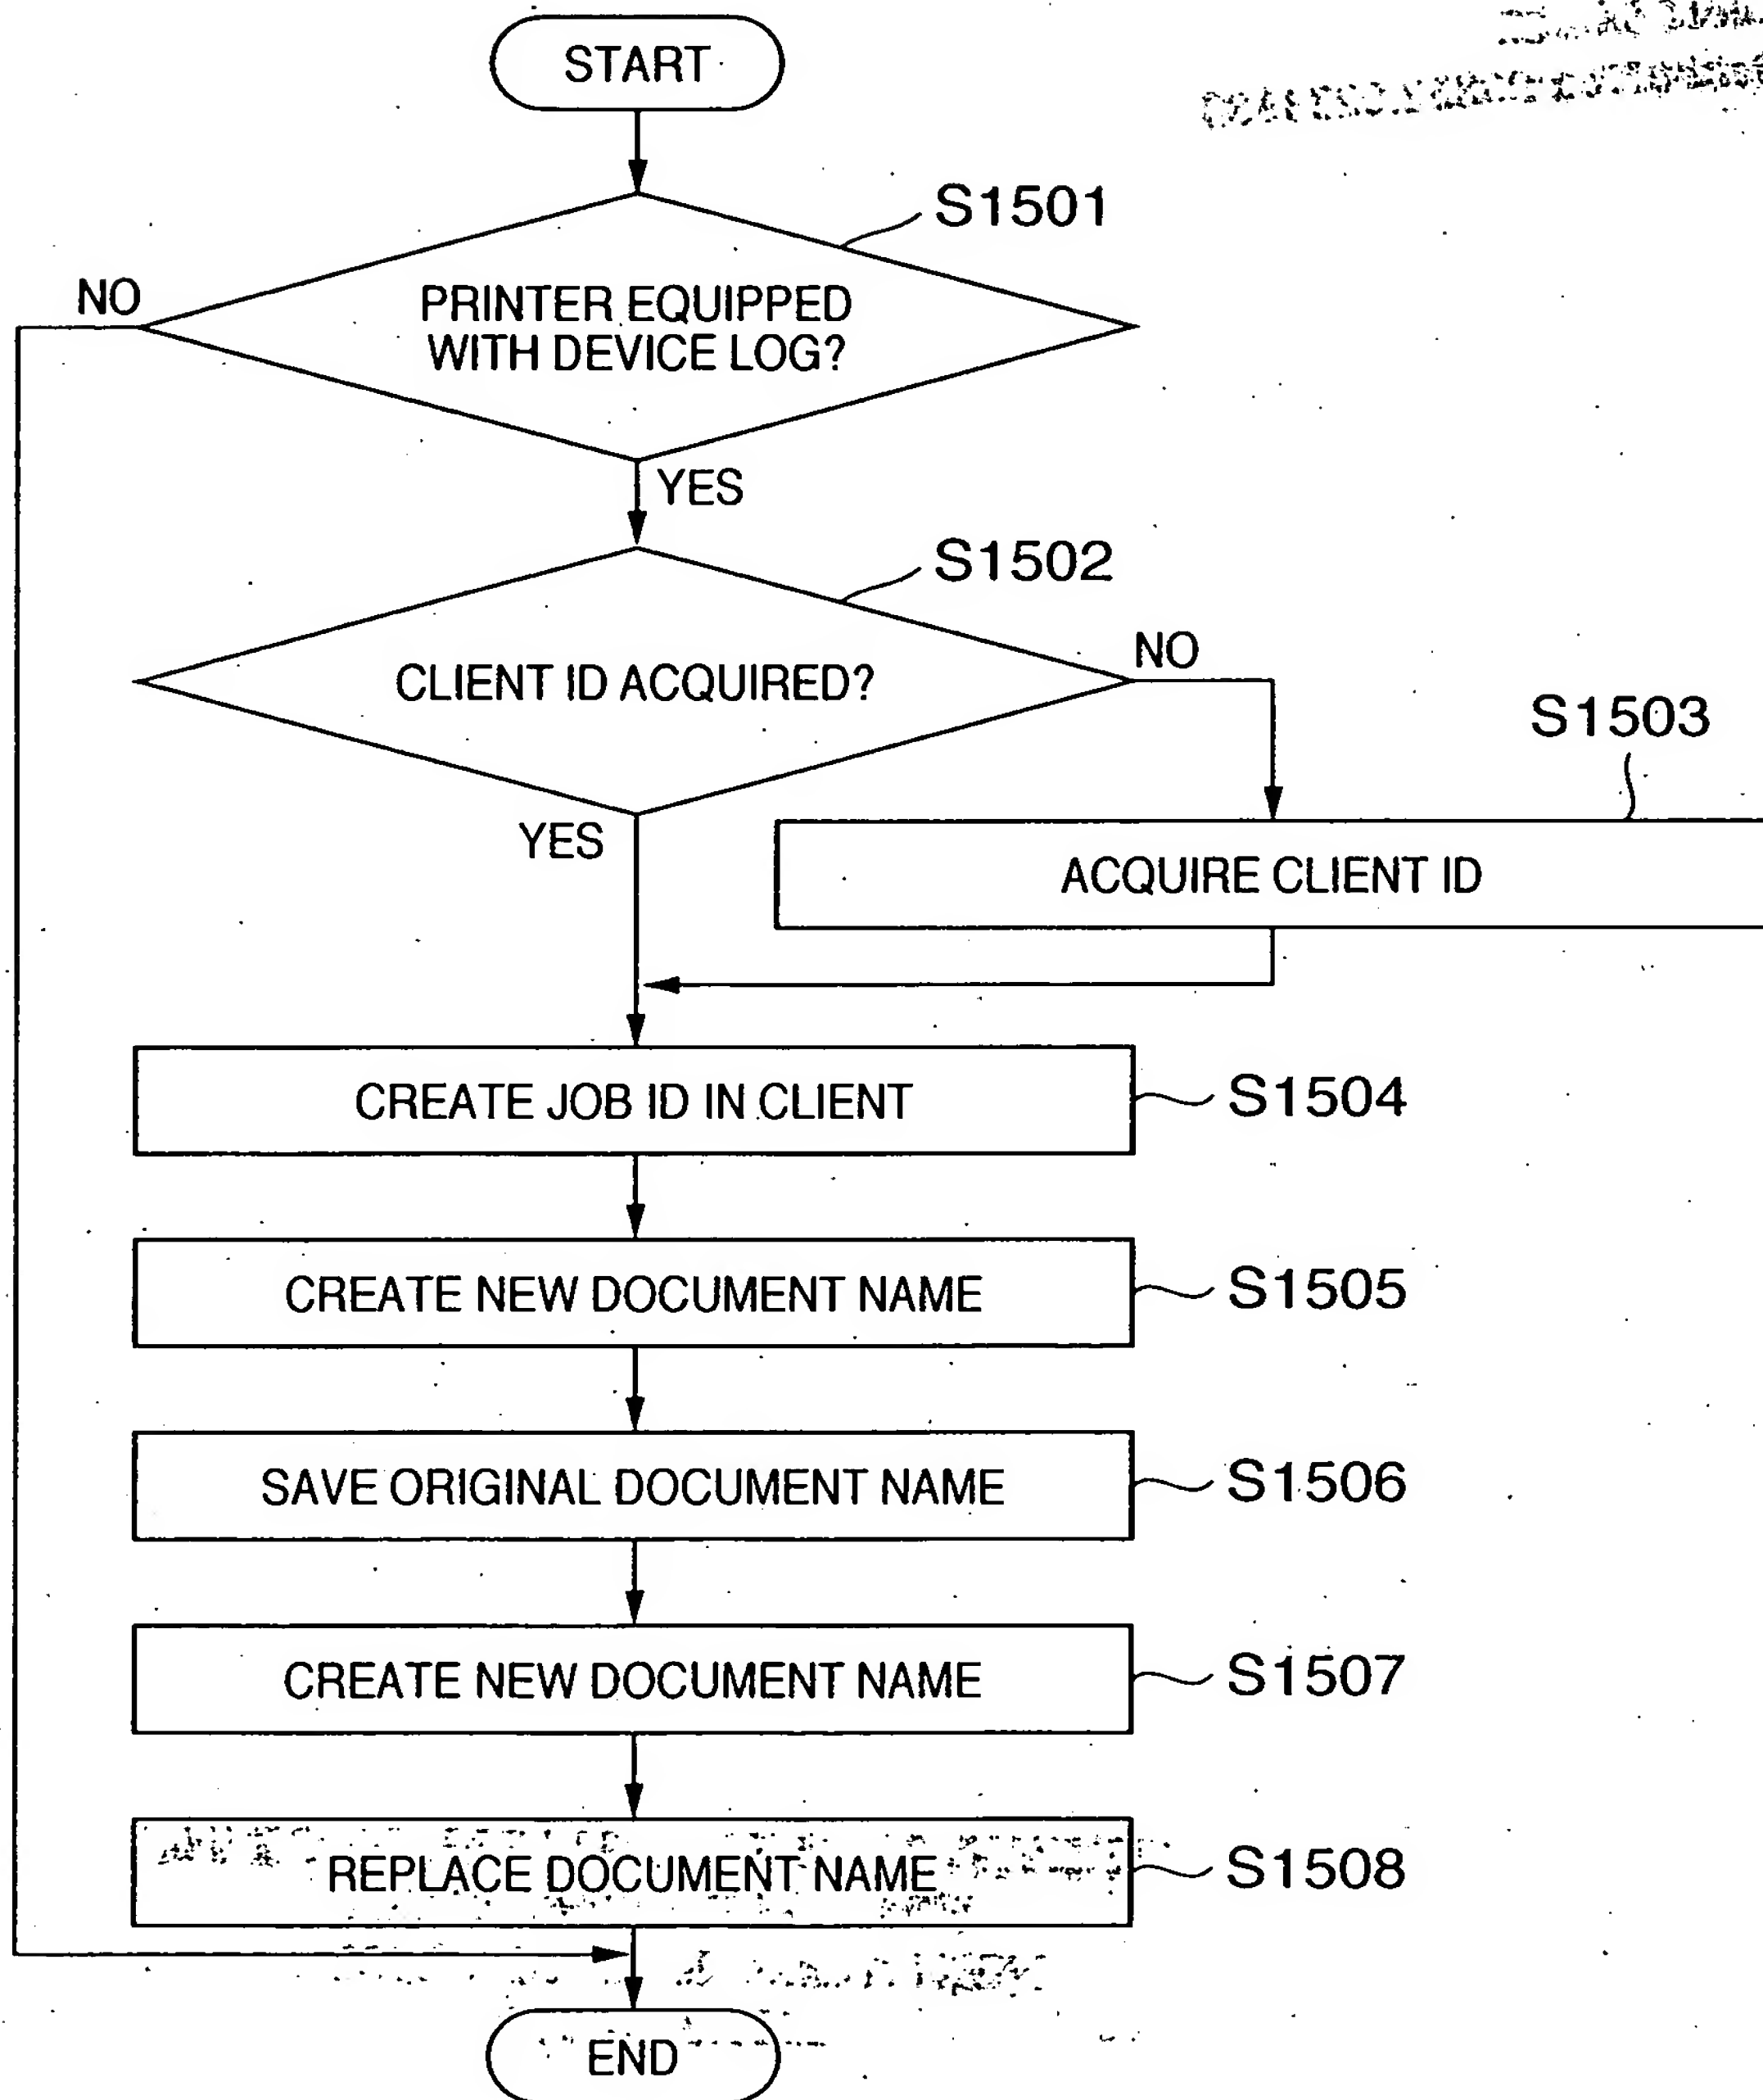 START
S1501
NO
PRINTER EQUIPPED
WITH DEVICE LOG?
YES
S1502
NO
CLIENT ID ACQUIRED?
S1503
YES
ACQUIRE CLIENT ID
CREATE JOB ID IN CLIENT
S1504
CREATE NEW DOCUMENT NAME
S1505
SAVE ORIGINAL DOCUMENT NAME
S1506
CREATE NEW DOCUMENT NAME
S1507
REPLACE DOCUMENT NAME
S1508
END